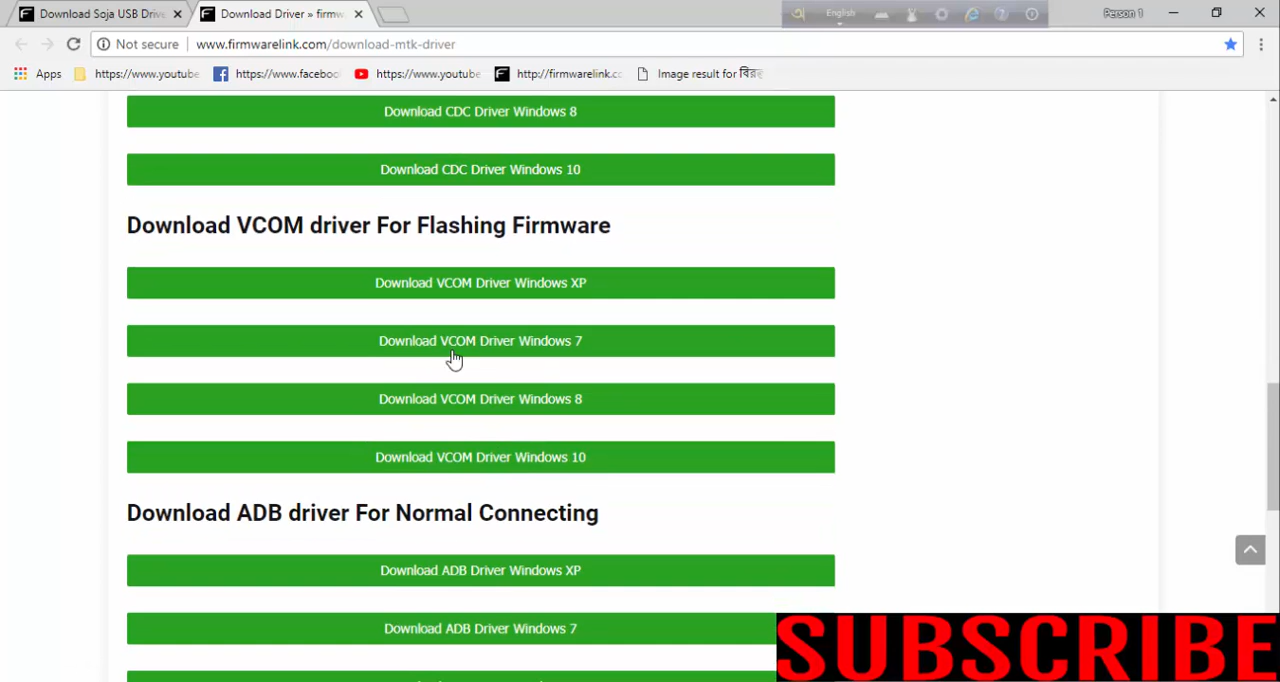 Download Soja USB Drive
Download Driver » firmw
English
Person 1
Not secure
www.firmwarelink.com/download-mtk-driver
Apps
https://www.youtube
https://www.faceboo
https://www.youtube
http://firmwarelink.co
Image result for বিরহ
Download CDC Driver Windows 8
Download CDC Driver Windows 10
Download VCOM driver For Flashing Firmware
Download VCOM Driver Windows XP
Download VCOM Driver Windows 7
Download VCOM Driver Windows 8
Download VCOM Driver Windows 10
Download ADB driver For Normal Connecting
Download ADB Driver Windows XP
Download ADB Driver Windows 7
SUBSCRIBE